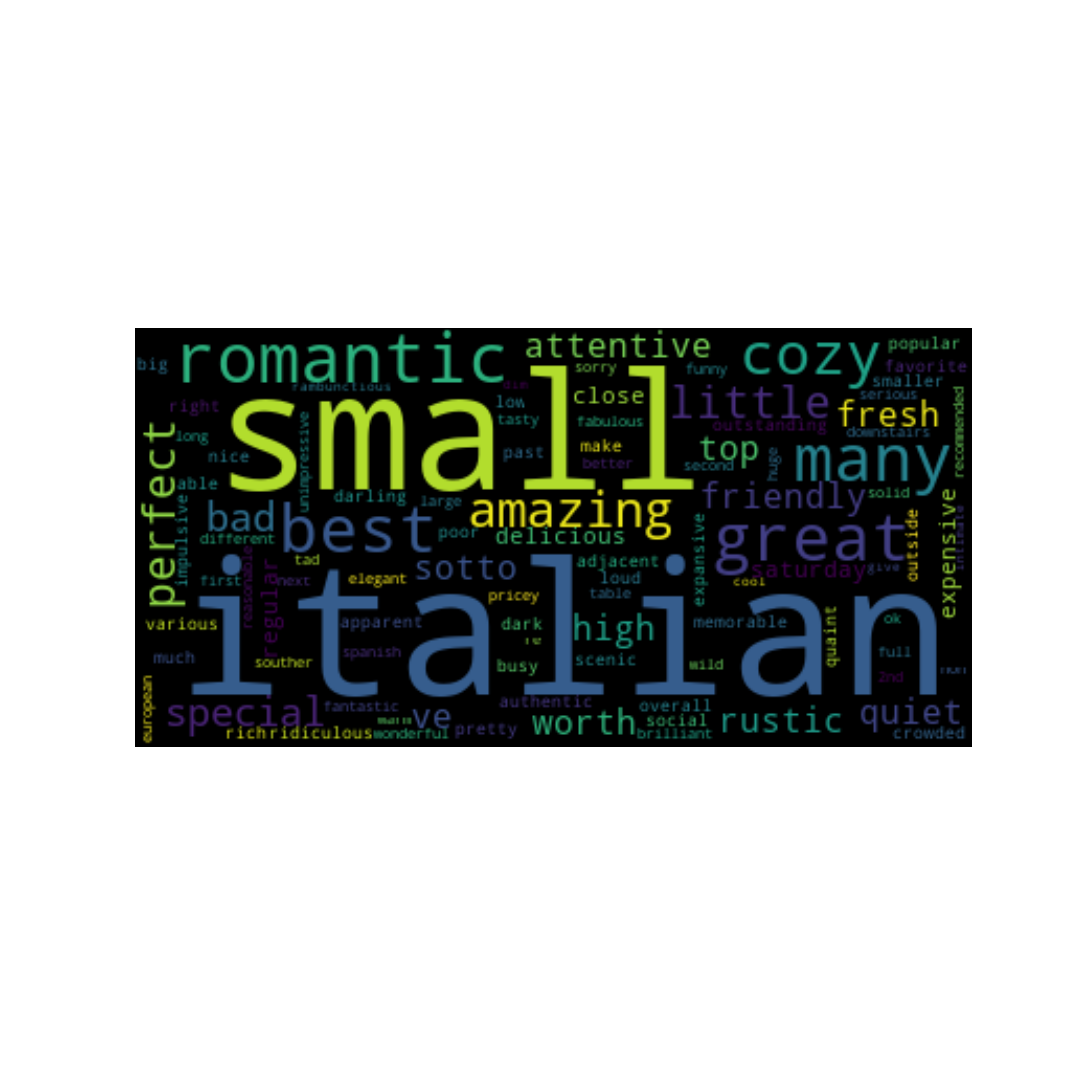 big romantic attentive cozy popular
sorry funny favorite
rambunctious dim smaller
right low close little serious
tasty fabulous outstanding fresh recommended
long small make top downstairs
nice past better second huge many
able unimpressive
perfect impulsive darling large amazing friendly solid
bad best poor delicious great expensive intimate
different expansive outside
tad sotto adjacent saturday give
first reasonable next elegant loud cool
regular italian pricey table
various apparent dark high memorable quaint ok
much souther spanish busy scenic wild full
re non 2nd
european special fantastic authentic overall
warm ve worth social rustic quiet
rich ridiculous wonderful pretty brilliant crowded